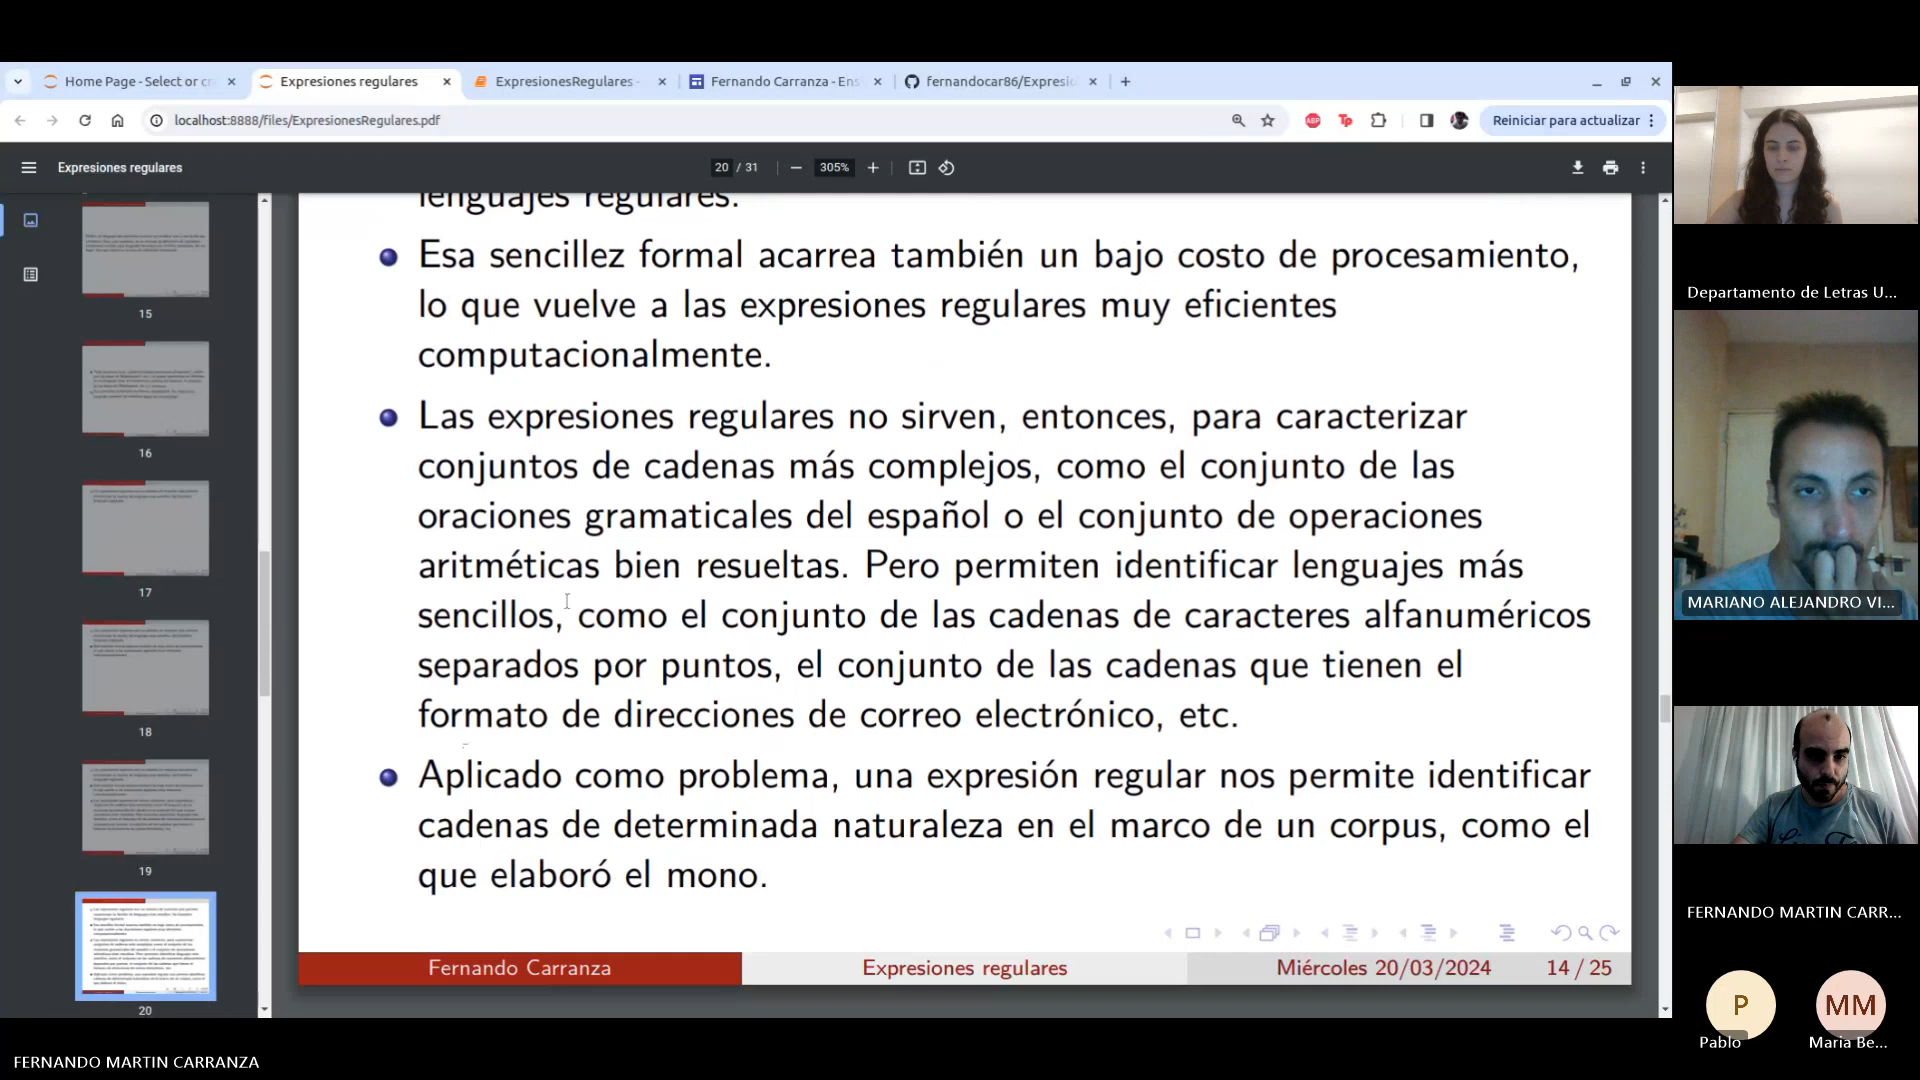 Home Page - Select or cr
Expresiones regulares
ExpresionesRegulares -
Fernando Carranza - Ens
fernandocar86/Expresi
localhost:8888/files/ExpresionesRegulares.pdf
ABP
Tp
Reiniciar para actualizar
Expresiones regulares
20 / 31
305%
15
16
17
18
19
20
lenguajes regulares.
Esa sencillez formal acarrea también un bajo costo de procesamiento,
lo que vuelve a las expresiones regulares muy eficientes
computacionalmente.
Las expresiones regulares no sirven, entonces, para caracterizar
conjuntos de cadenas más complejos, como el conjunto de las
oraciones gramaticales del español o el conjunto de operaciones
aritméticas bien resueltas. Pero permiten identificar lenguajes más
sencillos, como el conjunto de las cadenas de caracteres alfanuméricos
separados por puntos, el conjunto de las cadenas que tienen el
formato de direcciones de correo electrónico, etc.
Aplicado como problema, una expresión regular nos permite identificar
cadenas de determinada naturaleza en el marco de un corpus, como el
que elaboró el mono.
Fernando Carranza
Expresiones regulares
Miércoles 20/03/2024
14 / 25
Departamento de Letras U...
MARIANO ALEJANDRO VI...
FERNANDO MARTIN CARR...
P
Pablo
MM
Maria Be...
FERNANDO MARTIN CARRANZA